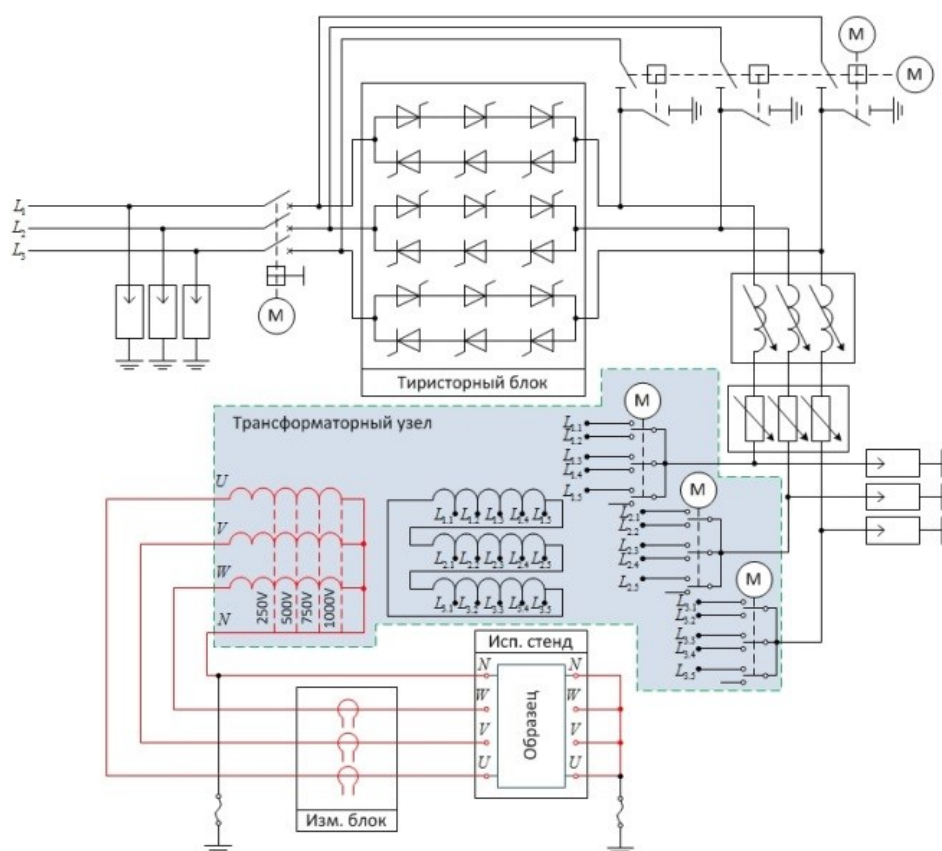 M
M
L1
L2
L3
M
Тиристорный блок
Трансформаторный узел
M
L1.1
L1.2
L1.3
L1.4
L1.5
M
L2.1
L2.2
L2.3
L2.4
L2.5
M
L3.1
L3.2
L3.3
L3.4
L3.5
U
V
W
N
250V
500V
750V
1000V
L1.1 L1.2 L1.3 L1.4 L1.5
L2.1 L2.2 L2.3 L2.4 L2.5
L3.1 L3.2 L3.3 L3.4 L3.5
Исп. стенд
N
W
V
U
Образец
N
W
V
U
Изм. блок